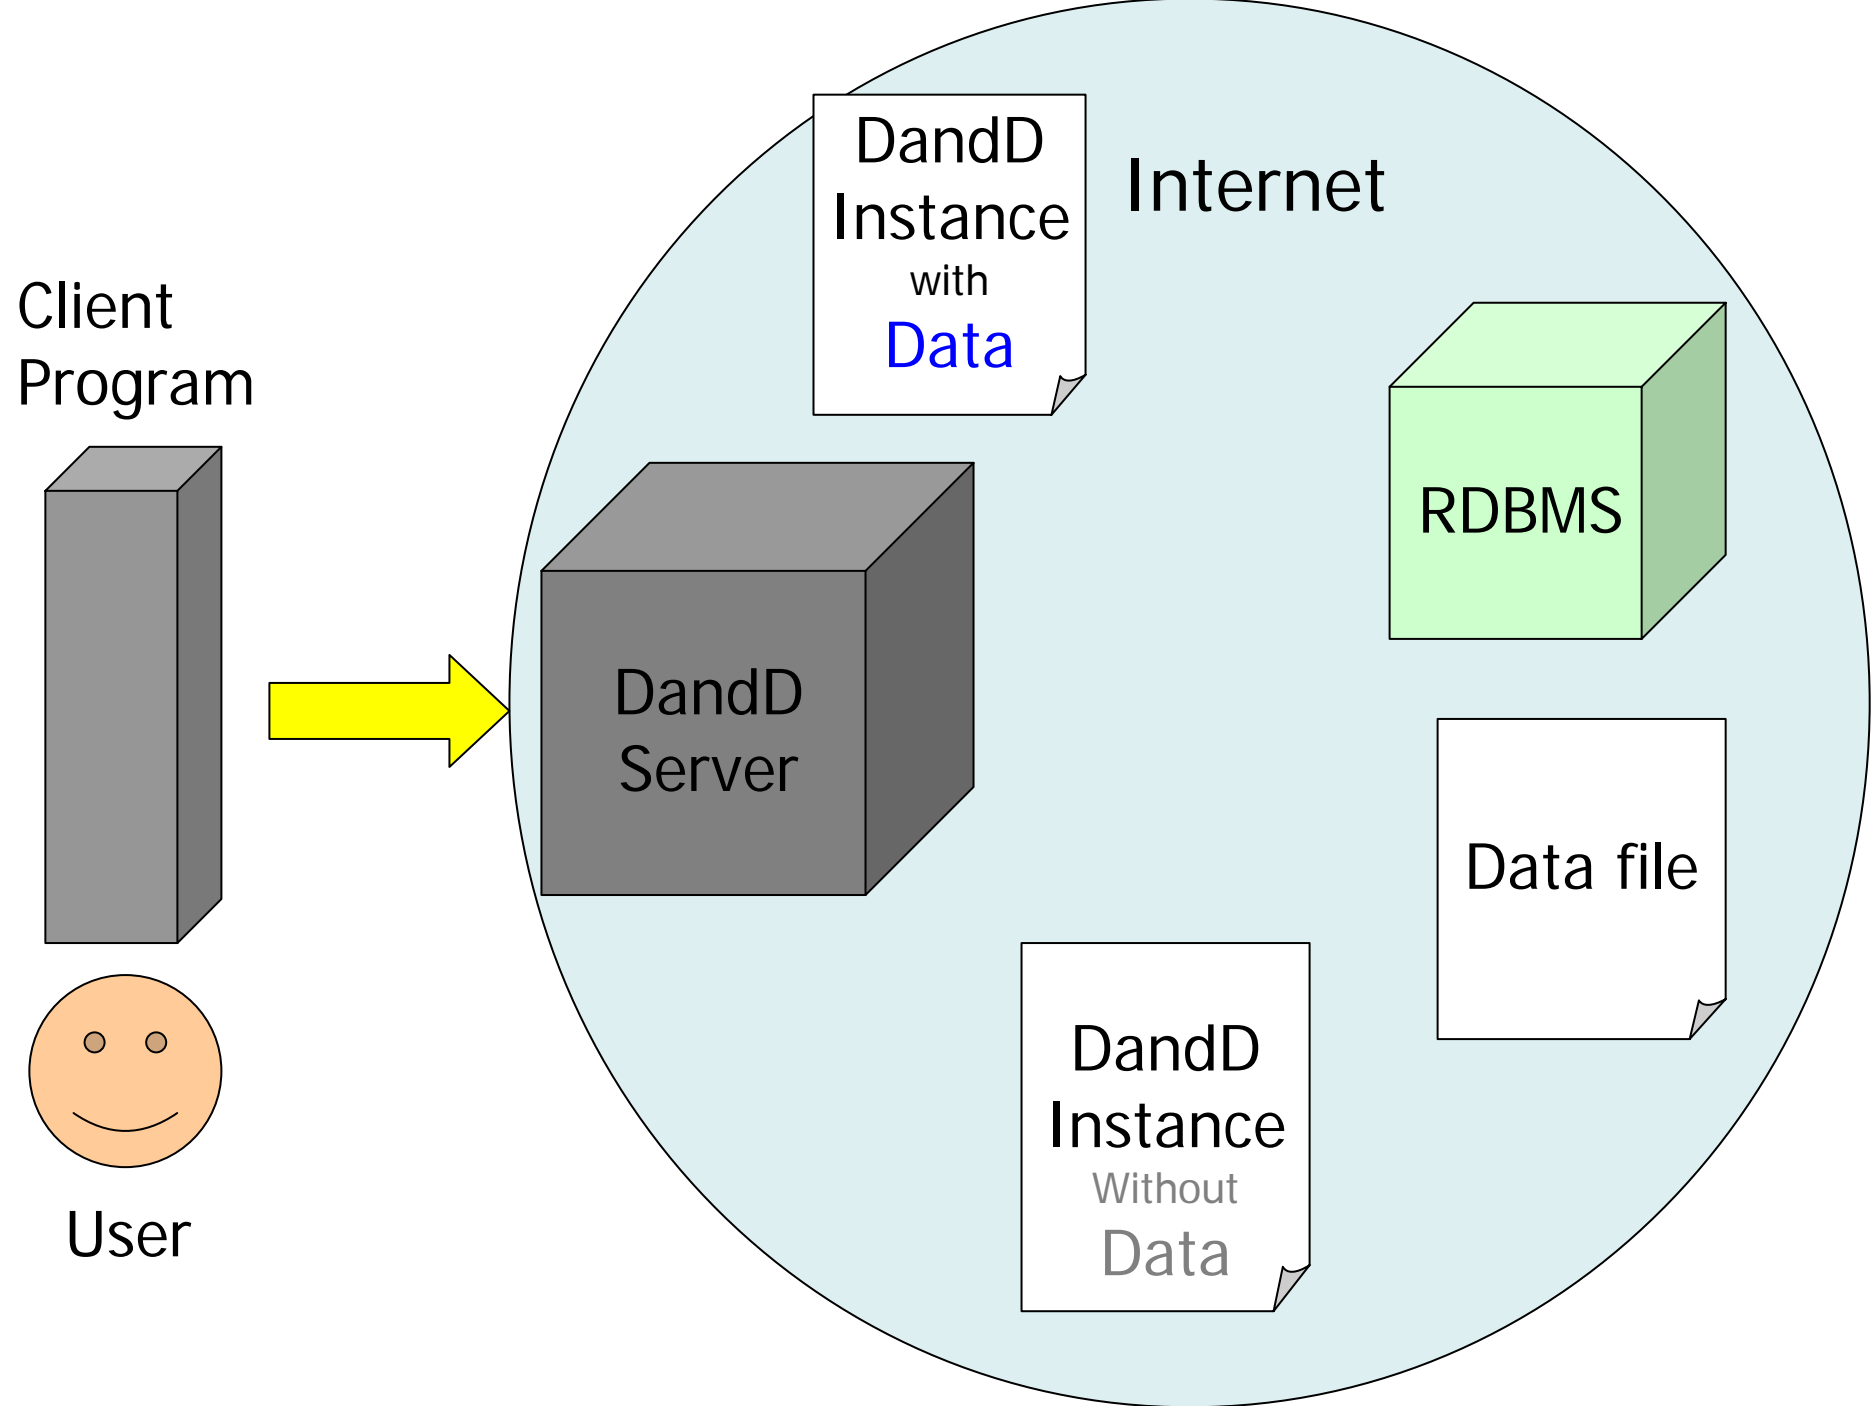 Client
Program
User
DandD
Server
DandD
Instance
with
Data
Internet
RDBMS
Data file
DandD
Instance
Without
Data